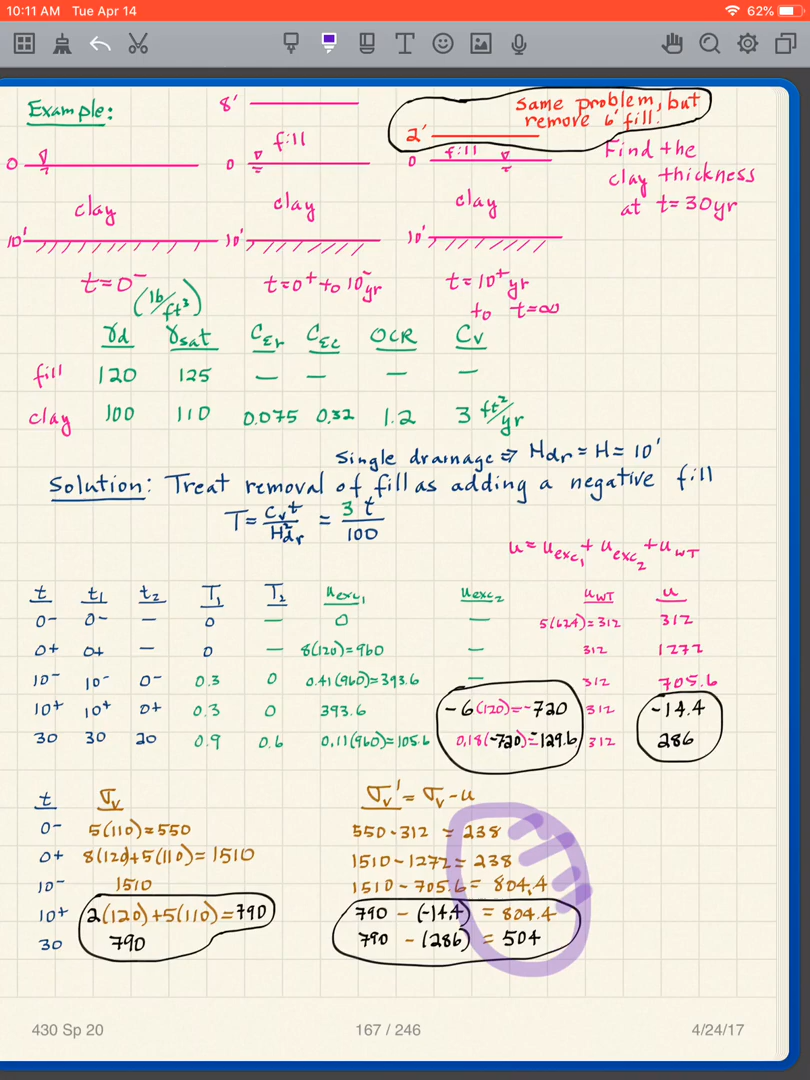 10:11 AM Tue Apr 14 62%
Example:
8'
Same problem, but
remove 6' fill.
2'
0 fill 0 fill 0
Find the
clay thickness
at t=30yr
clay clay clay
10' 10' 10'
t=0⁻ t=0⁺ to 10⁻yr t=10⁺yr
to t=∞
(lb/ft³)
γd γsat Cεr Cεc OCR Cv
fill 120 125 — — — —
clay 100 110 0.075 0.32 1.2 3 ft²/yr
Single drainage ⇒ Hdr = H = 10'
Solution: Treat removal of fill as adding a negative fill
T = Cvt/H²dr = 3t/100
u = uexc₁ + uexc₂ + uWT
t t₁ t₂ T₁ T₂ uexc₁ uexc₂ uWT u
0- 0- — 0 — 0 — 5(62.4)=312 312
0+ 0+ — 0 — 8(120)=960 — 312 1272
10- 10- 0- 0.3 0 0.41(960)=393.6 — 312 705.6
10+ 10+ 0+ 0.3 0 393.6 -6(120)=-720 312 -14.4
30 30 20 0.9 0.6 0.11(960)=105.6 0.18(-720)=-129.6 312 286
t σv σv' = σv - u
0- 5(110)=550 550-312 = 238
0+ 8(120)+5(110)=1510 1510-1272 = 238
10- 1510 1510-705.6 = 804.4
10+ 2(120)+5(110)=790 790 - (-14.4) = 804.4
30 790 790 - (286) = 504
430 Sp 20 167 / 246 4/24/17